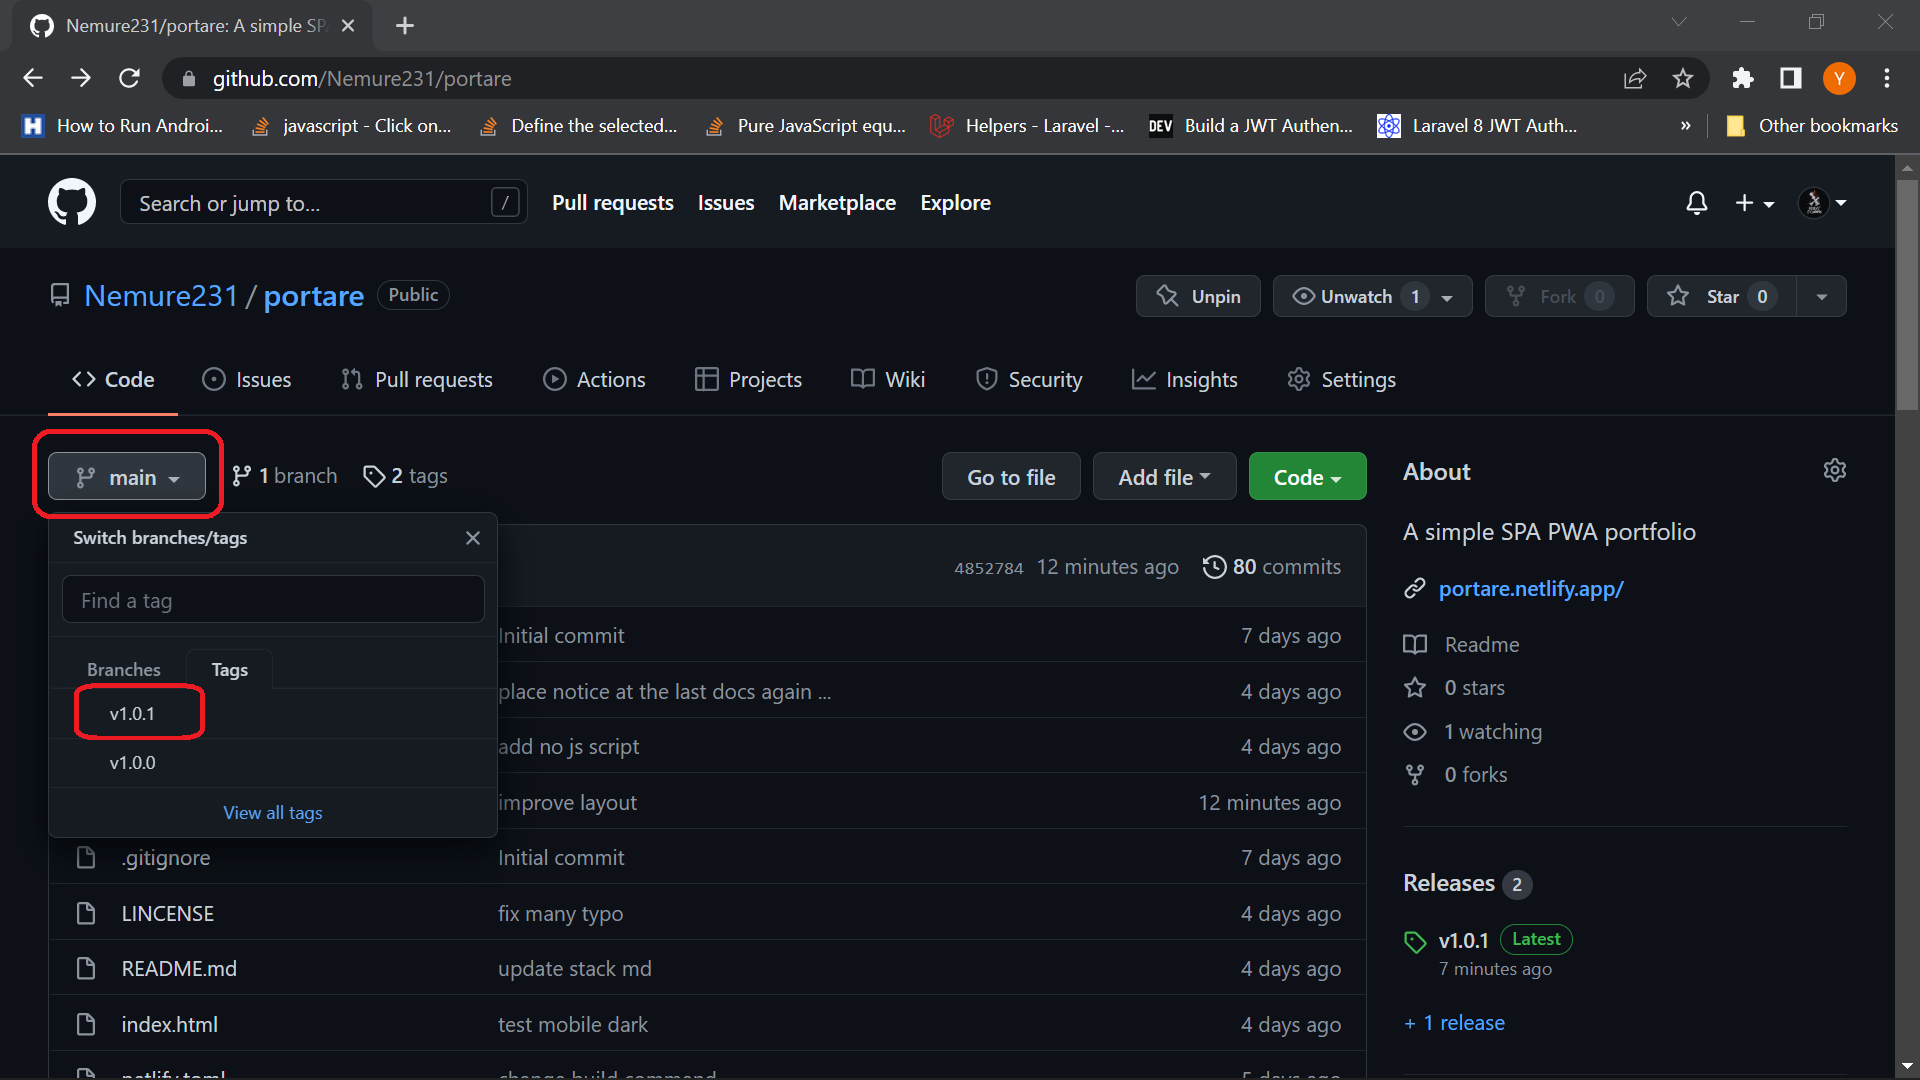 Nemure231/portare: A simple SP
github.com/Nemure231/portare
Y
H How to Run Androi... javascript - Click on... Define the selected... Pure JavaScript equ... Helpers - Laravel -... DEV Build a JWT Authen... Laravel 8 JWT Auth... » Other bookmarks
Search or jump to... / Pull requests Issues Marketplace Explore
Nemure231 / portare Public Unpin Unwatch 1 Fork 0 Star 0
Code Issues Pull requests Actions Projects Wiki Security Insights Settings
main 1 branch 2 tags Go to file Add file Code
Switch branches/tags
Find a tag
Branches Tags
v1.0.1
v1.0.0
View all tags
4852784 12 minutes ago 80 commits
Initial commit 7 days ago
place notice at the last docs again ... 4 days ago
add no js script 4 days ago
improve layout 12 minutes ago
.gitignore Initial commit 7 days ago
LINCENSE fix many typo 4 days ago
README.md update stack md 4 days ago
index.html test mobile dark 4 days ago
netlify.toml change build command 5 days ago
About
A simple SPA PWA portfolio
portare.netlify.app/
Readme
0 stars
1 watching
0 forks
Releases 2
v1.0.1 Latest
7 minutes ago
+ 1 release